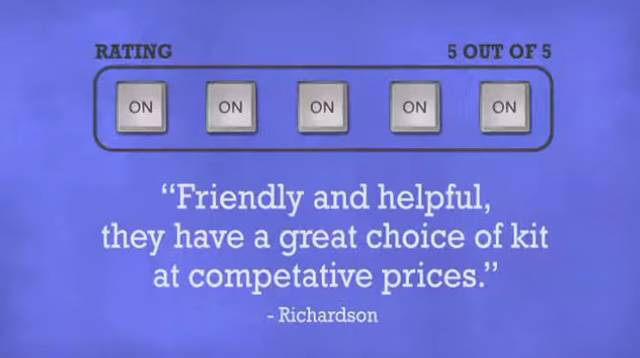 RATING 5 OUT OF 5
ON ON ON ON ON
“Friendly and helpful,
they have a great choice of kit
at competative prices.”
- Richardson